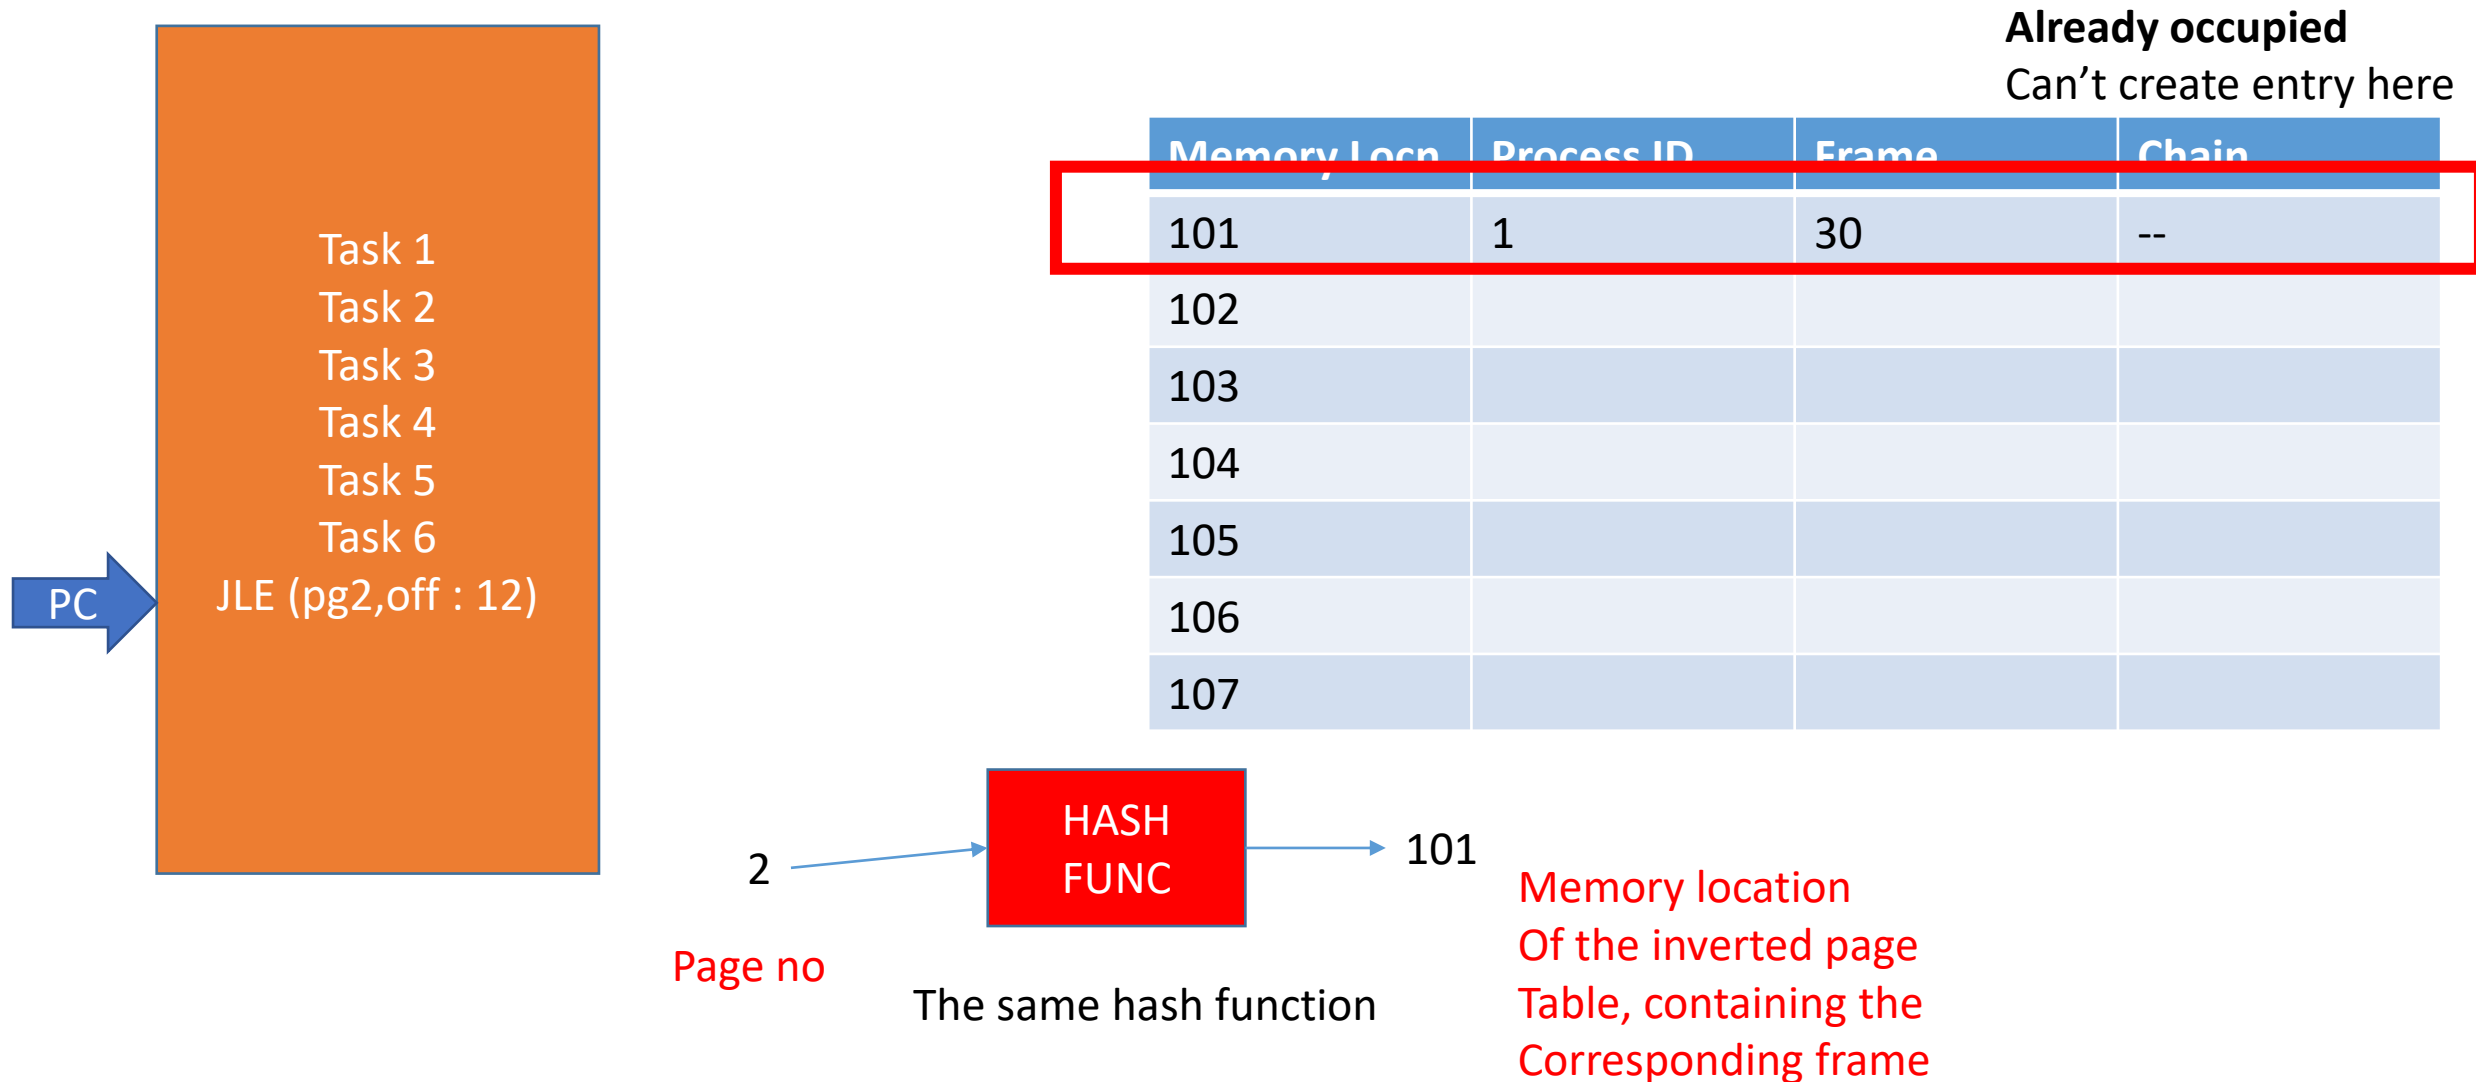 Already occupied
Can't create entry here
Task 1
Task 2
Task 3
Task 4
Task 5
Task 6
JLE (pg2,off : 12)
PC
Memory Locn Process ID Frame Chain
101 1 30 --
102
103
104
105
106
107
HASH
FUNC
2
101
Page no
The same hash function
Memory location
Of the inverted page
Table, containing the
Corresponding frame